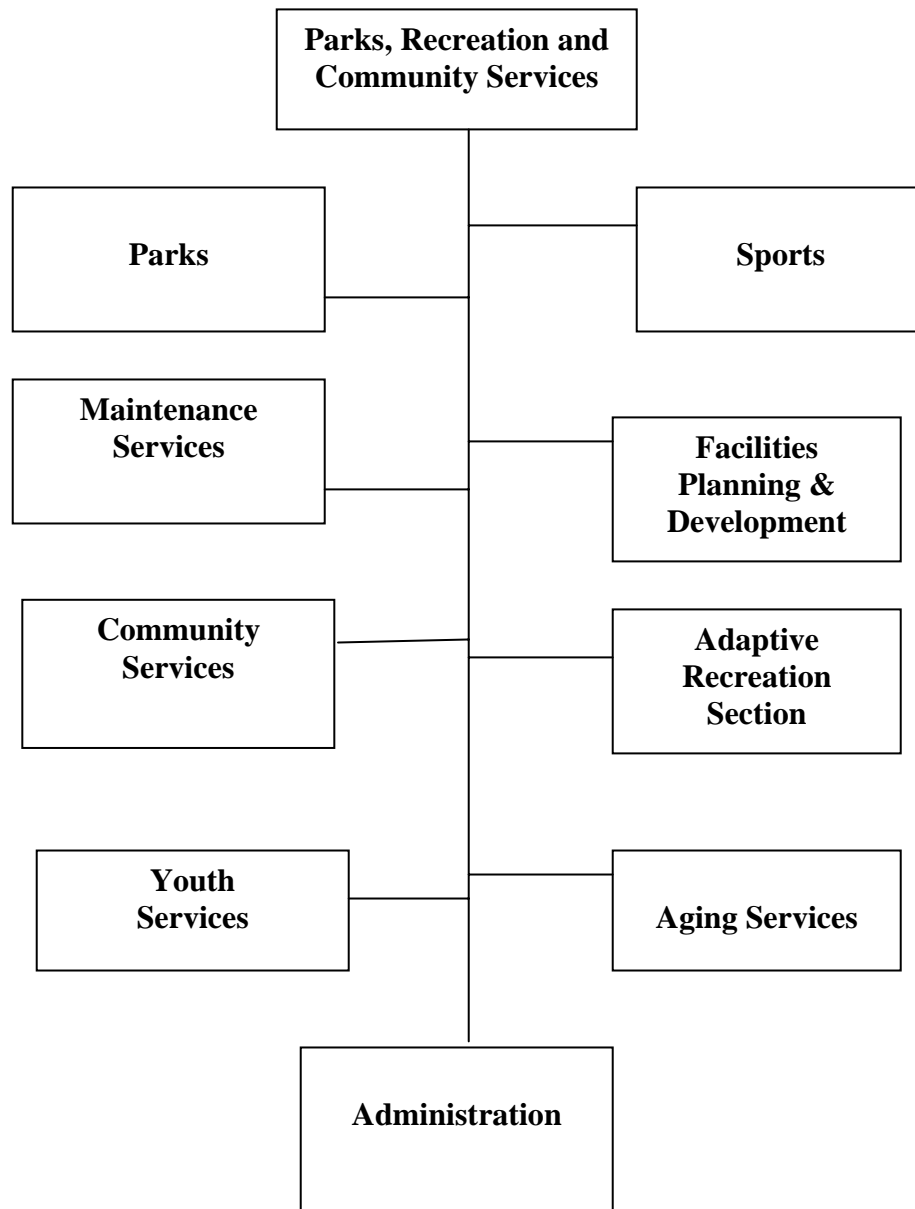 Parks, Recreation and
Community Services
Parks
Sports
Maintenance
Services
Facilities
Planning &
Development
Community
Services
Adaptive
Recreation
Section
Youth
Services
Aging Services
Administration